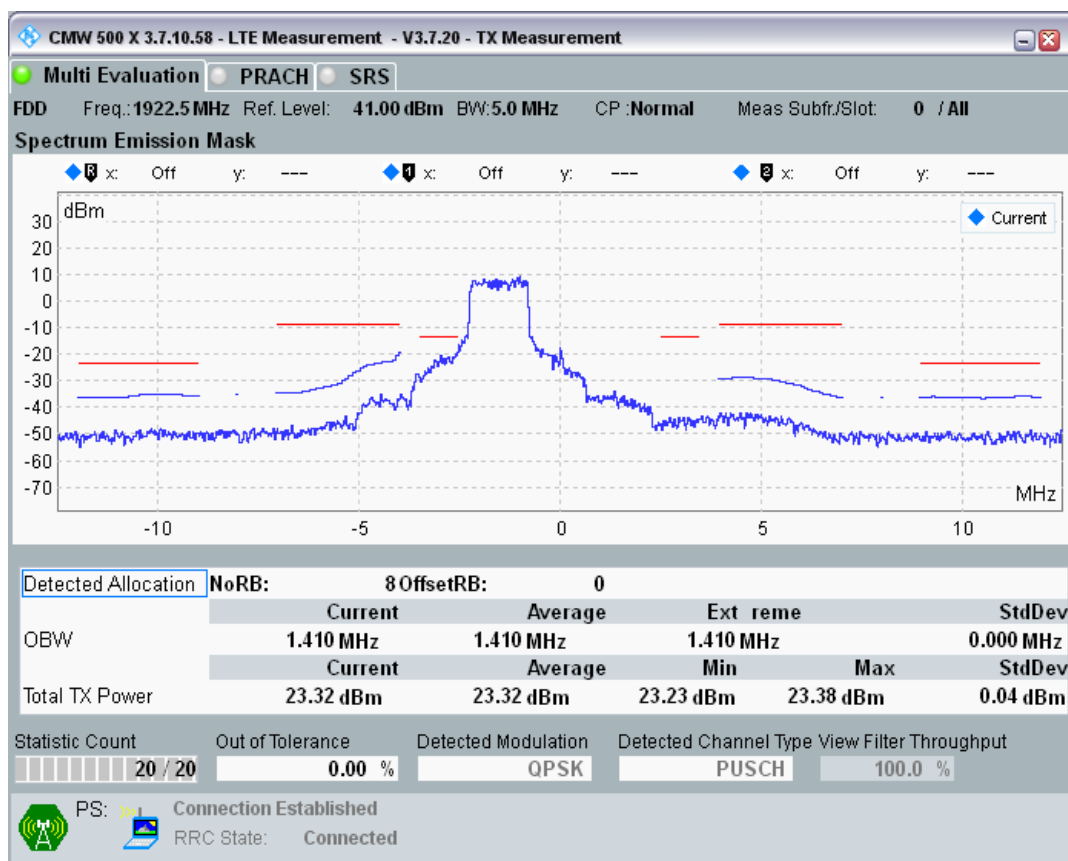 CMW 500 X 3.7.10.58 - LTE Measurement - V3.7.20 - TX Measurement
Multi Evaluation PRACH SRS
FDD Freq.: 1922.5 MHz Ref. Level: 41.00 dBm BW: 5.0 MHz CP : Normal Meas Subfr./Slot: 0 / All
Spectrum Emission Mask
R x: Off y: --- 1 x: Off y: --- 2 x: Off y: ---
dBm
Current
30
20
10
0
-10
-20
-30
-40
-50
-60
-70
MHz
-10 -5 0 5 10
Detected Allocation NoRB: 8 OffsetRB: 0
Current Average Ext reme StdDev
OBW 1.410 MHz 1.410 MHz 1.410 MHz 0.000 MHz
Current Average Min Max StdDev
Total TX Power 23.32 dBm 23.32 dBm 23.23 dBm 23.38 dBm 0.04 dBm
Statistic Count Out of Tolerance Detected Modulation Detected Channel Type View Filter Throughput
20 / 20 0.00 % QPSK PUSCH 100.0 %
PS: Connection Established
RRC State: Connected